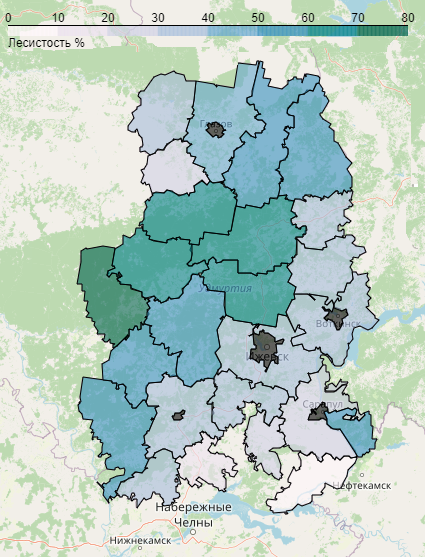 0 10 20 30 40 50 60 70 80
Лесистость %
Глазов
Удмуртия
Воткинск
Ижевск
Сарапул
Нефтекамск
Набережные
Челны
Нижнекамск